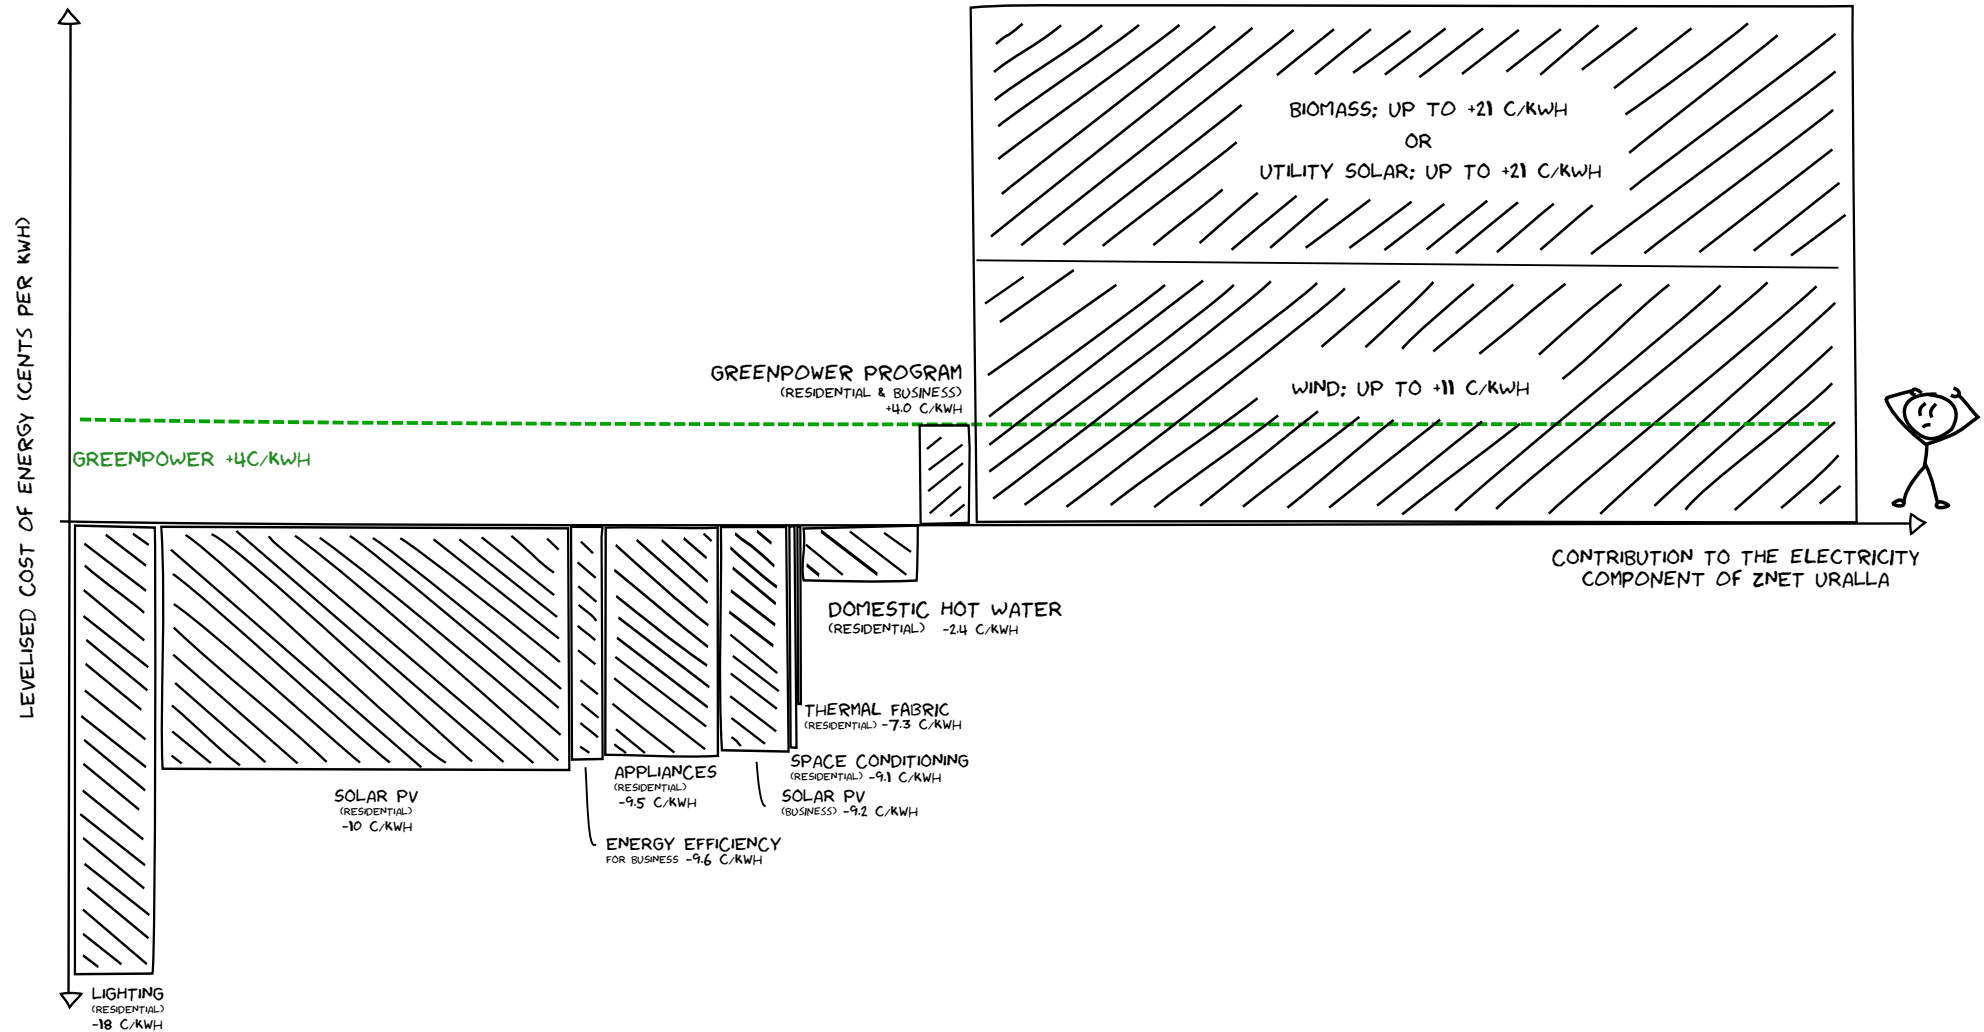 LEVELISED COST OF ENERGY (CENTS PER KWH)
BIOMASS: UP TO +21 C/KWH
OR
UTILITY SOLAR: UP TO +21 C/KWH
WIND: UP TO +11 C/KWH
GREENPOWER PROGRAM
(RESIDENTIAL & BUSINESS)
+4.0 C/KWH
GREENPOWER +4C/KWH
CONTRIBUTION TO THE ELECTRICITY
COMPONENT OF ZNET URALLA
DOMESTIC HOT WATER
(RESIDENTIAL) -2.4 C/KWH
THERMAL FABRIC
(RESIDENTIAL) -7.3 C/KWH
SPACE CONDITIONING
(RESIDENTIAL) -9.1 C/KWH
SOLAR PV
(BUSINESS) -9.2 C/KWH
APPLIANCES
(RESIDENTIAL)
-9.5 C/KWH
ENERGY EFFICIENCY
FOR BUSINESS -9.6 C/KWH
SOLAR PV
(RESIDENTIAL)
-10 C/KWH
LIGHTING
(RESIDENTIAL)
-18 C/KWH